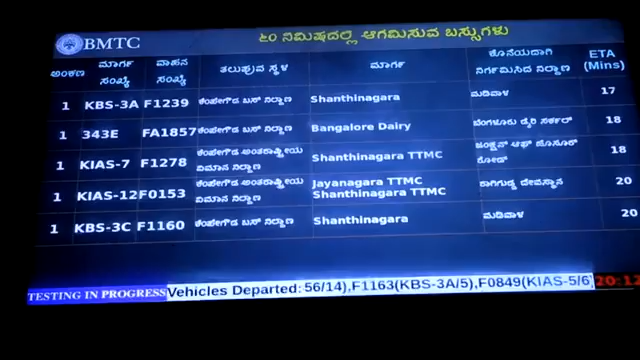 BMTC
೬೦ ನಿಮಿಷದಲ್ಲಿ ಆಗಮಿಸುವ ಬಸ್ಸುಗಳು
ಅಂಕಣ ಮಾರ್ಗ ಸಂಖ್ಯೆ ವಾಹನ ಸಂಖ್ಯೆ ತಲುಪುವ ಸ್ಥಳ ಮಾರ್ಗ ಕೊನೆಯದಾಗಿ ನಿರ್ಗಮಿಸಿದ ನಿಲ್ದಾಣ ETA (Mins)
1 KBS-3A F1239 ಕೆಂಪೇಗೌಡ ಬಸ್ ನಿಲ್ದಾಣ Shanthinagara ಮಡಿವಾಳ 17
1 343E FA1857 ಕೆಂಪೇಗೌಡ ಬಸ್ ನಿಲ್ದಾಣ Bangalore Dairy ಬೆಂಗಳೂರು ಡೈರಿ ಸರ್ಕಲ್ 18
1 KIAS-7 F1278 ಕೆಂಪೇಗೌಡ ಅಂತರಾಷ್ಟ್ರೀಯ ವಿಮಾನ ನಿಲ್ದಾಣ Shanthinagara TTMC ಜಂಕ್ಷನ್ ಆಫ್ ಹೊಸೂರ್ ರೋಡ್ 18
1 KIAS-12 F0153 ಕೆಂಪೇಗೌಡ ಅಂತರಾಷ್ಟ್ರೀಯ ವಿಮಾನ ನಿಲ್ದಾಣ Jayanagara TTMC Shanthinagara TTMC ರಾಗಿಗುಡ್ಡ ದೇವಸ್ಥಾನ 20
1 KBS-3C F1160 ಕೆಂಪೇಗೌಡ ಬಸ್ ನಿಲ್ದಾಣ Shanthinagara ಮಡಿವಾಳ 20
TESTING IN PROGRESS Vehicles Departed: 56/14),F1163(KBS-3A/5),F0849(KIAS-5/6) 20:12